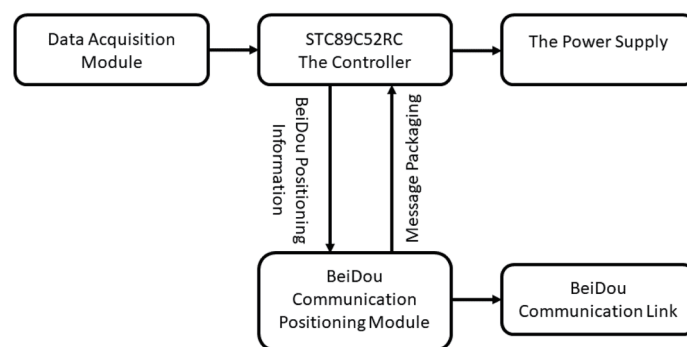 Data Acquisition
Module
STC89C52RC
The Controller
The Power Supply
BeiDou Positioning
Information
Message Packaging
BeiDou
Communication
Positioning Module
BeiDou
Communication Link